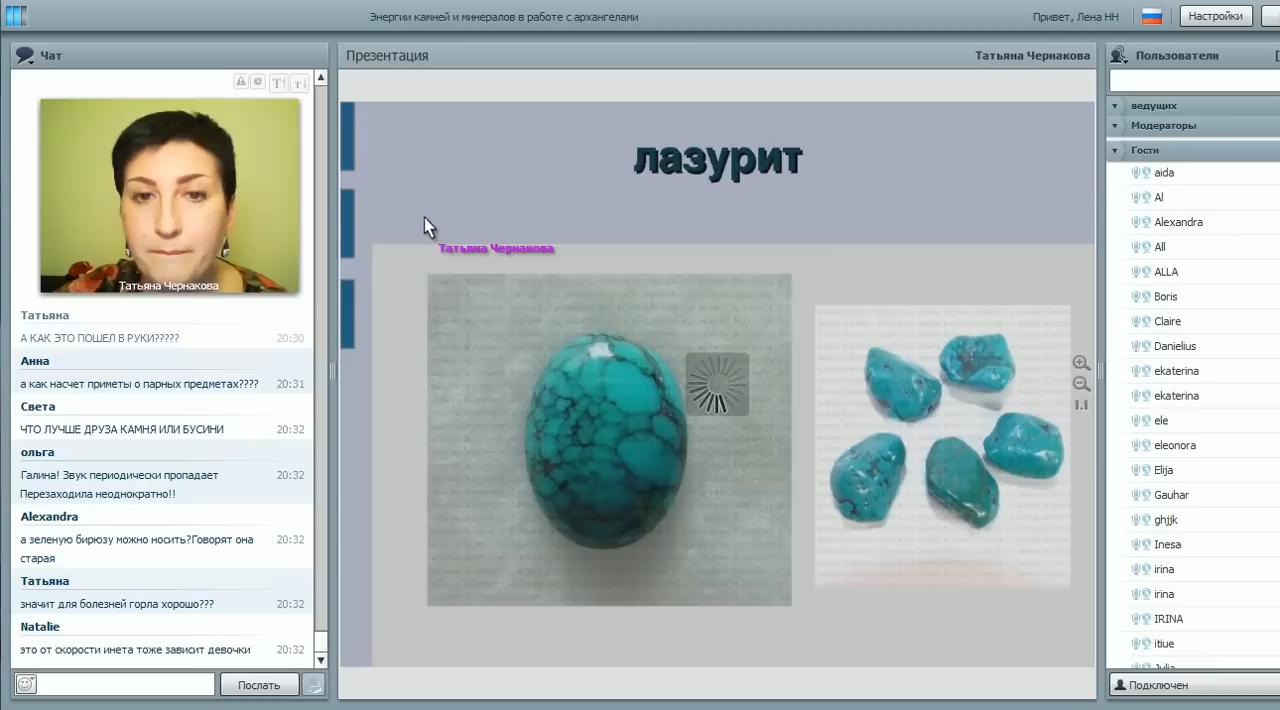 Энергии камней и минералов в работе с архангелами
Привет, Лена НН
Настройки
Чат
Татьяна Чернакова
Татьяна
А КАК ЭТО ПОШЕЛ В РУКИ?????
20:30
Анна
а как насчет приметы о парных предметах????
20:31
Света
ЧТО ЛУЧШЕ ДРУЗА КАМНЯ ИЛИ БУСИНИ
20:32
ольга
Галина! Звук периодически пропадает
20:32
Перезаходила неоднократно!!
Alexandra
а зеленую бирюзу можно носить?Говорят она
20:32
старая
Татьяна
значит для болезней горла хорошо???
20:32
Natalie
это от скорости инета тоже зависит девочки
20:32
Послать
Презентация
Татьяна Чернакова
лазурит
Татьяна Чернакова
1.1
Пользователи
ведущих
Модераторы
Гости
aida
Al
Alexandra
All
ALLA
Boris
Claire
Danielius
ekaterina
ekaterina
ele
eleonora
Elija
Gauhar
ghjjk
Inesa
irina
irina
IRINA
itiue
Julia
Подключен